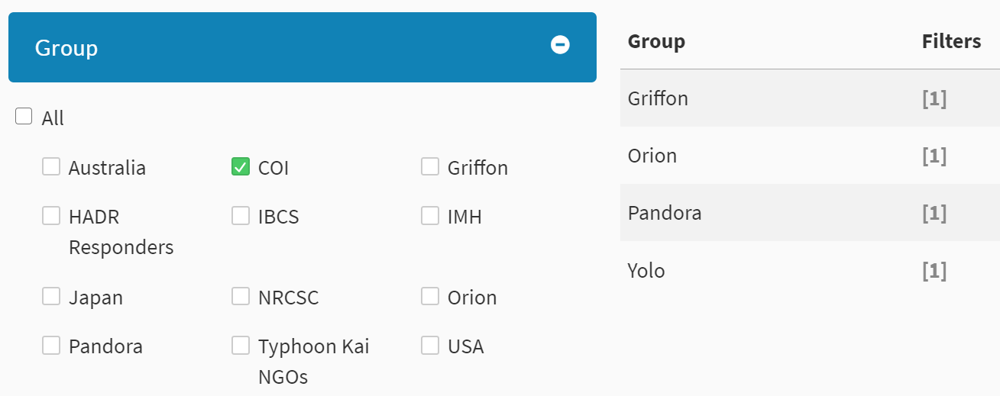 Group
All
Australia
COI
Griffon
HADR
Responders
IBCS
IMH
Japan
NRCSC
Orion
Pandora
Typhoon Kai
NGOs
USA
Group Filters
Griffon [1]
Orion [1]
Pandora [1]
Yolo [1]